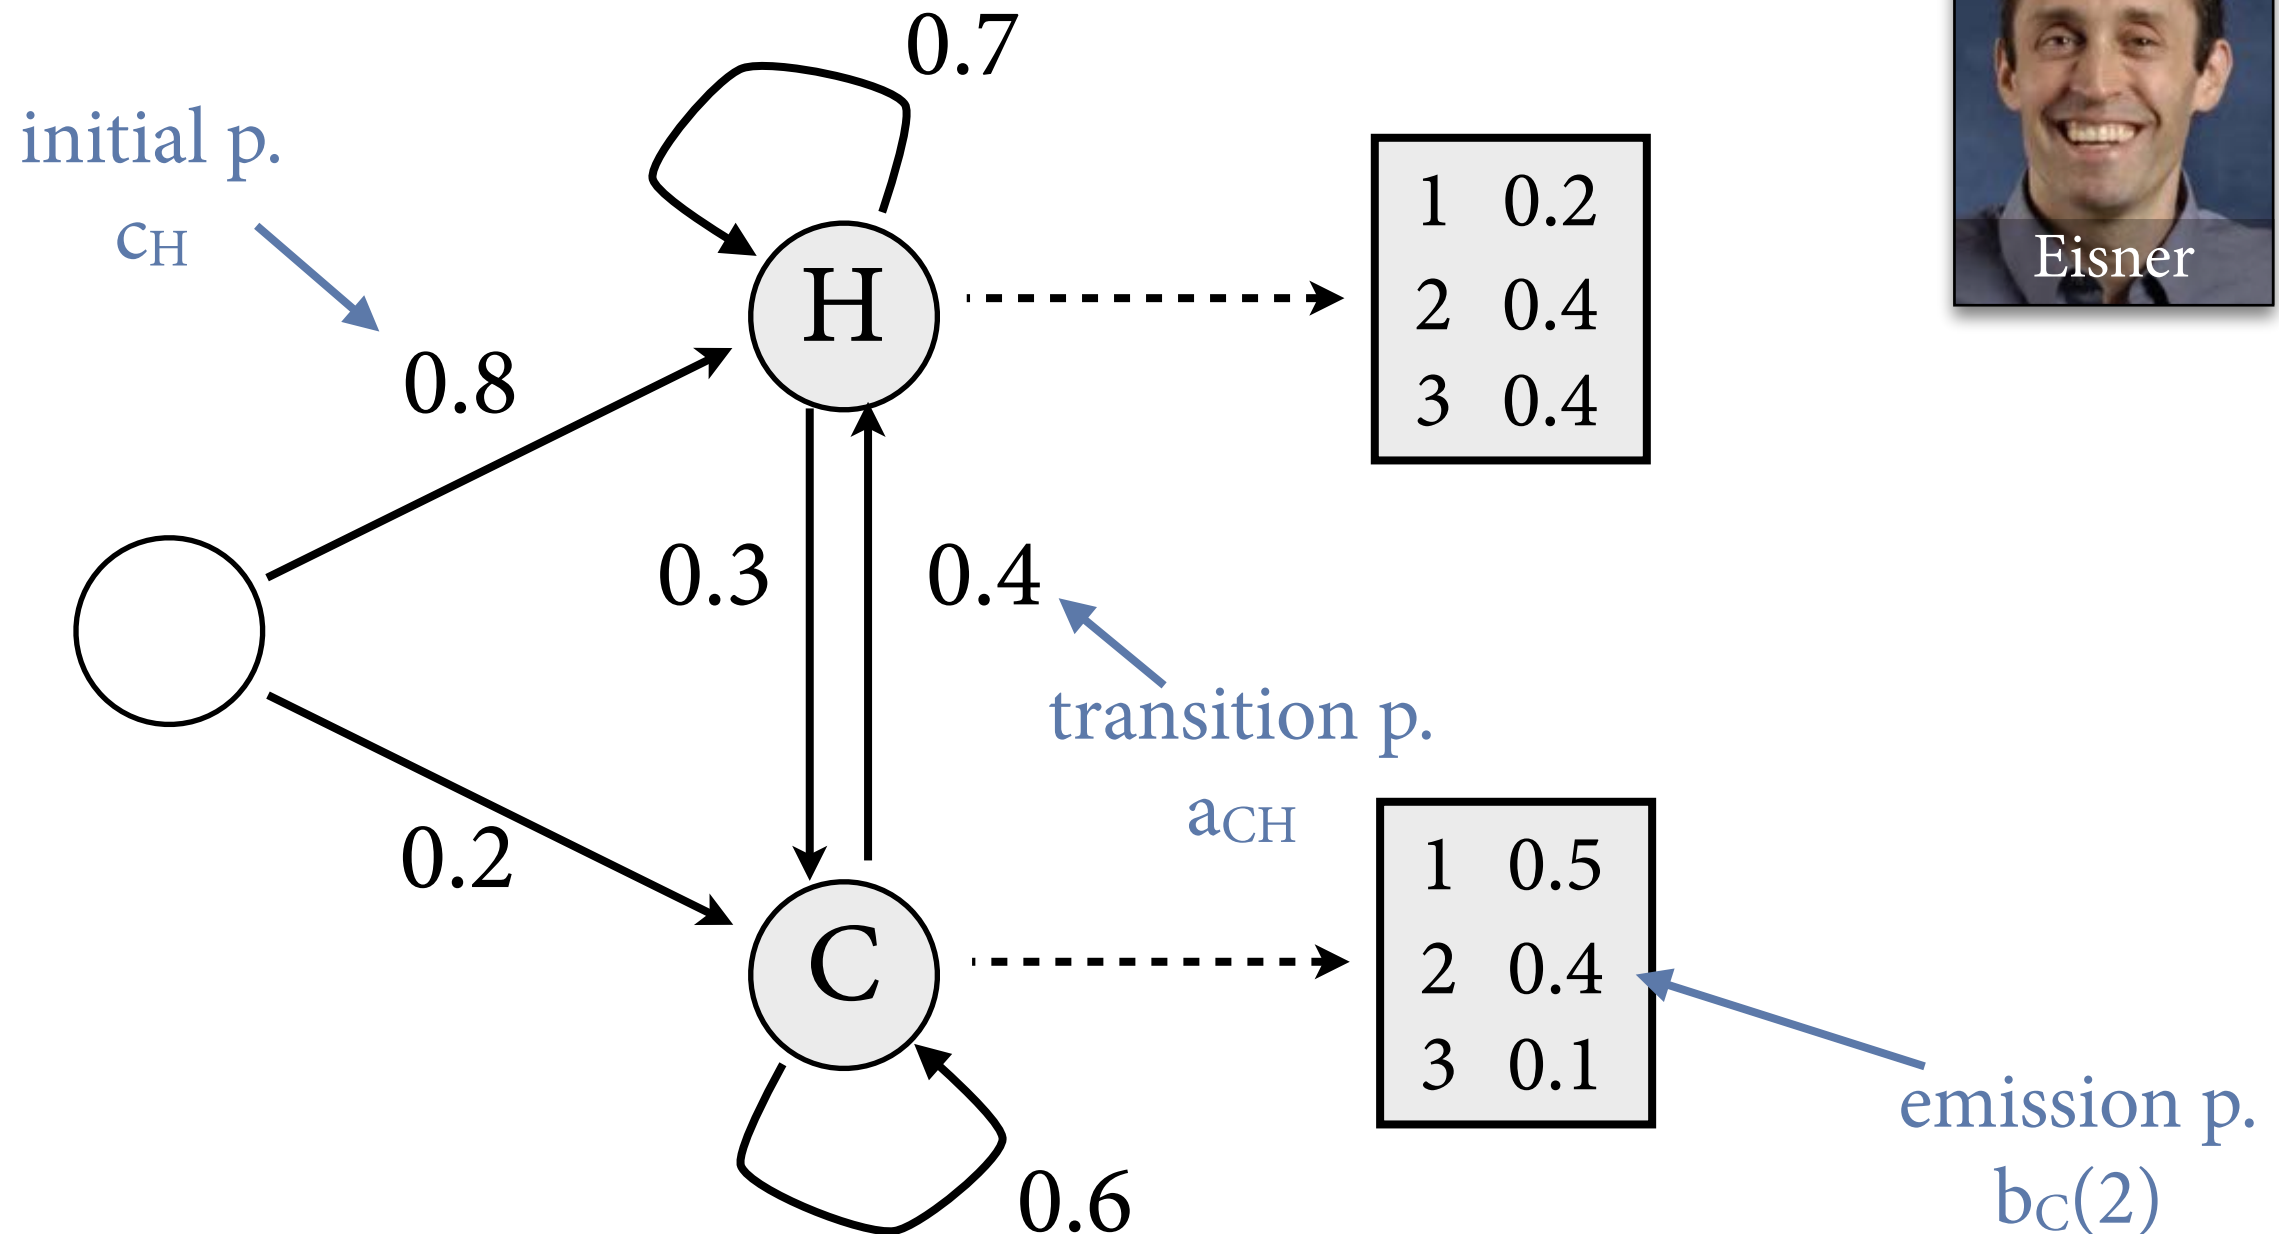 0.7
initial p.
cH
0.8
H
1 0.2
2 0.4
3 0.4
Eisner
0.3
0.4
transition p.
aCH
0.2
C
1 0.5
2 0.4
3 0.1
emission p.
bC(2)
0.6